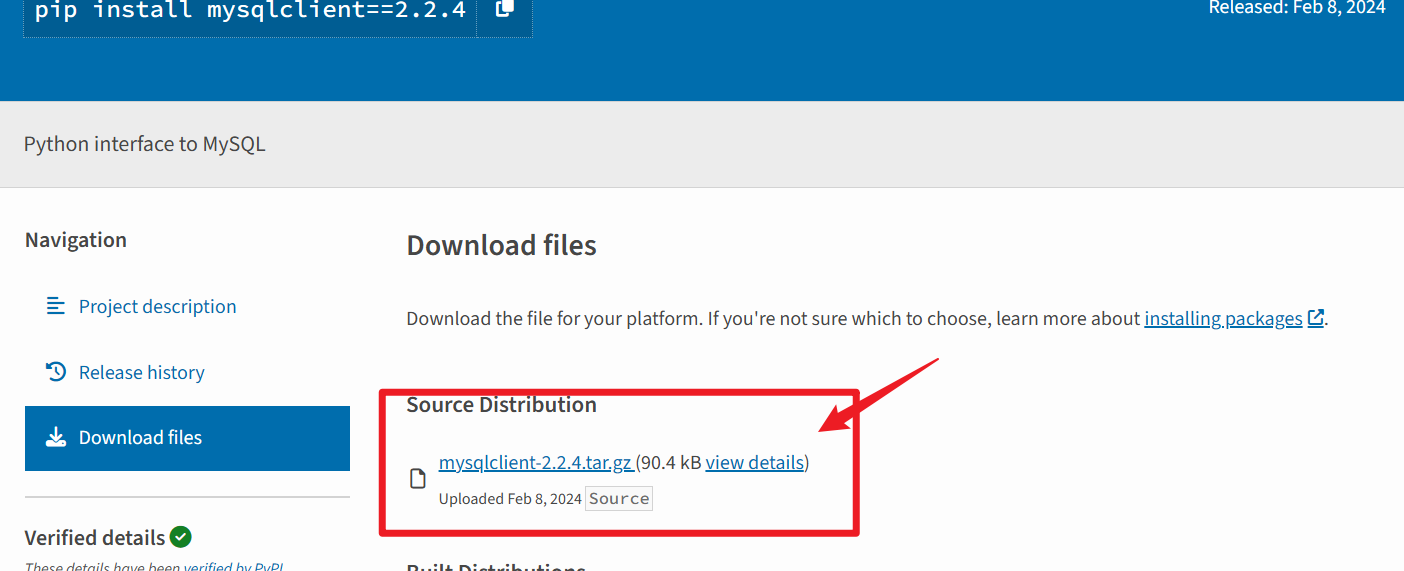 pip install mysqlclient==2.2.4
Released: Feb 8, 2024
Python interface to MySQL
Navigation
Project description
Release history
Download files
Verified details
These details have been verified by PyPI
Download files
Download the file for your platform. If you're not sure which to choose, learn more about installing packages.
Source Distribution
mysqlclient-2.2.4.tar.gz (90.4 kB view details)
Uploaded Feb 8, 2024 Source
Built Distributions